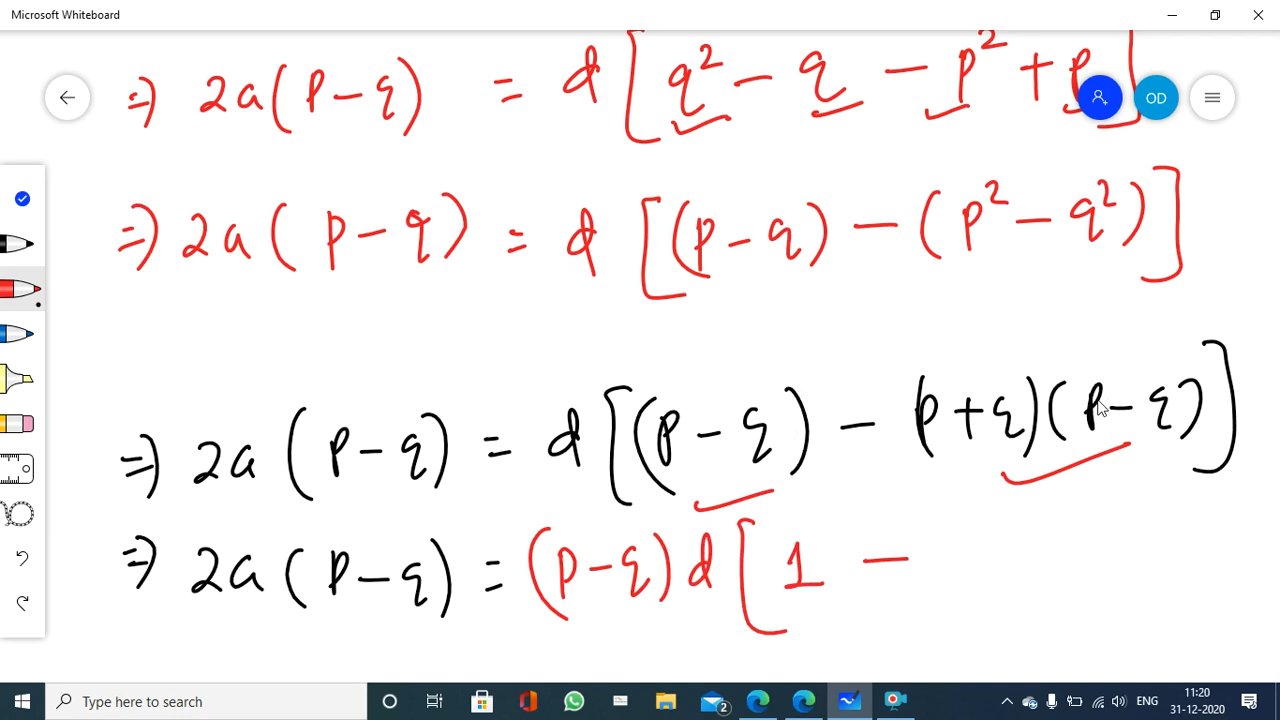 Microsoft Whiteboard
⇒ 2a(p-q) = d[q² - q - p² + p]
OD
⇒ 2a(p-q) = d[(p-q) - (p²-q²)]
⇒ 2a(p-q) = d[(p-q) - (p+q)(p-q)]
⇒ 2a(p-q) = (p-q)d[1 -
Type here to search
2
ENG
11:20
31-12-2020